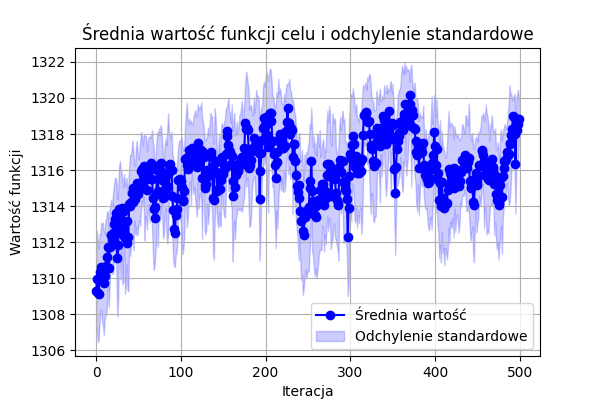 Średnia wartość funkcji celu i odchylenie standardowe
Wartość funkcji
1322
1320
1318
1316
1314
1312
1310
1308
1306
Średnia wartość
Odchylenie standardowe
0 100 200 300 400 500
Iteracja